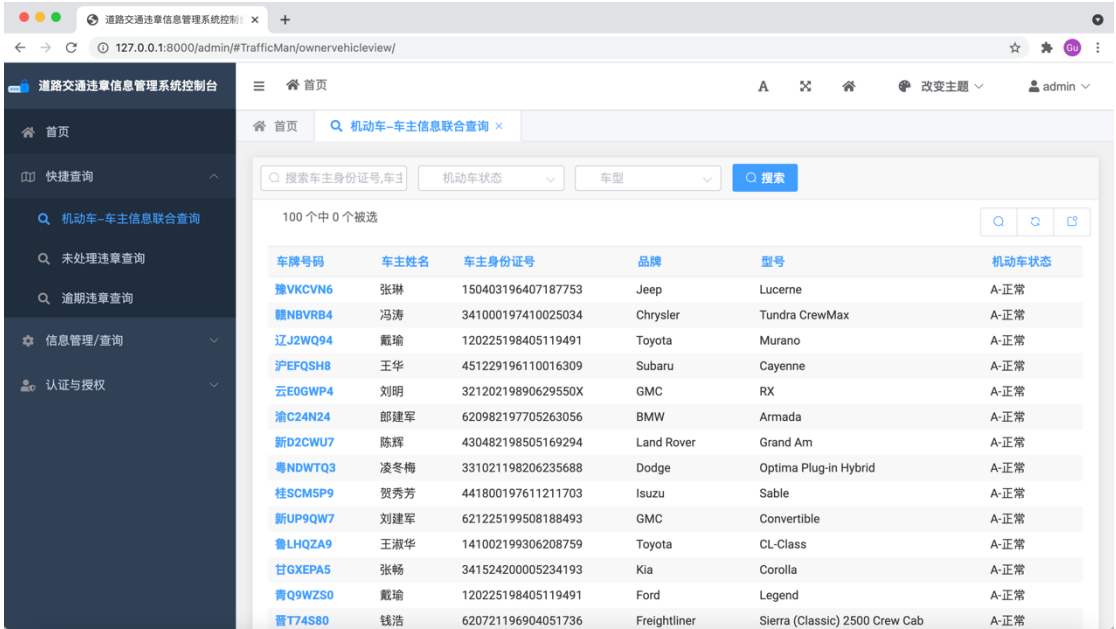 道路交通违章信息管理系统控制
127.0.0.1:8000/admin/#TrafficMan/ownervehicleview/
Gu
道路交通违章信息管理系统控制台
首页
A
改变主题
admin
首页
首页
机动车-车主信息联合查询
快捷查询
搜索车主身份证号,车主
机动车状态
车型
搜索
机动车-车主信息联合查询
100 个中 0 个被选
未处理违章查询
逾期违章查询
信息管理/查询
认证与授权
车牌号码 车主姓名 车主身份证号 品牌 型号 机动车状态
豫VKCVN6 张琳 150403196407187753 Jeep Lucerne A-正常
赣NBVRB4 冯涛 341000197410025034 Chrysler Tundra CrewMax A-正常
辽J2WQ94 戴瑜 120225198405119491 Toyota Murano A-正常
沪EFQSH8 王华 451229196110016309 Subaru Cayenne A-正常
云E0GWP4 刘明 32120219890629550X GMC RX A-正常
渝C24N24 郎建军 620982197705263056 BMW Armada A-正常
新D2CWU7 陈辉 430482198505169294 Land Rover Grand Am A-正常
粤NDWTQ3 凌冬梅 331021198206235688 Dodge Optima Plug-in Hybrid A-正常
桂SCM5P9 贺秀芳 441800197611211703 Isuzu Sable A-正常
新UP9QW7 刘建军 621225199508188493 GMC Convertible A-正常
鲁LHQZA9 王淑华 141002199306208759 Toyota CL-Class A-正常
甘GXEPA5 张畅 341524200005234193 Kia Corolla A-正常
青Q9WZS0 戴瑜 120225198405119491 Ford Legend A-正常
晋T74S80 钱浩 620721196904051736 Freightliner Sierra (Classic) 2500 Crew Cab A-正常